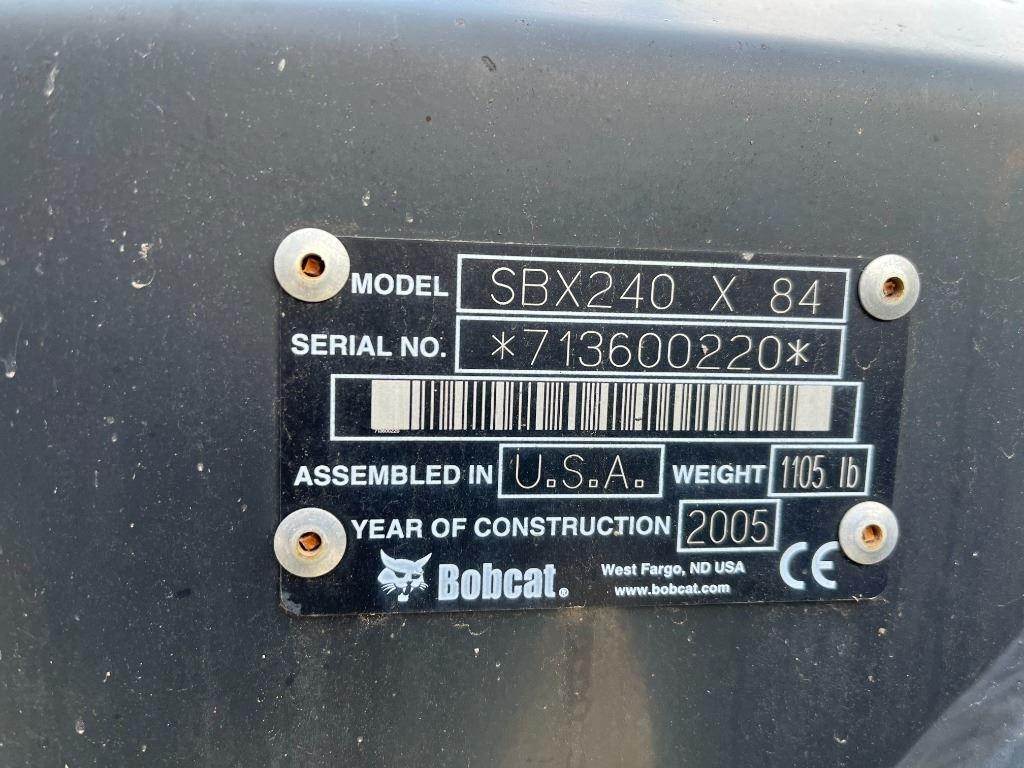 MODEL SBX240 X 84
SERIAL NO. *713600220*
ASSEMBLED IN U.S.A. WEIGHT 1105 lb
YEAR OF CONSTRUCTION 2005
Bobcat®
West Fargo, ND USA
www.bobcat.com
CE